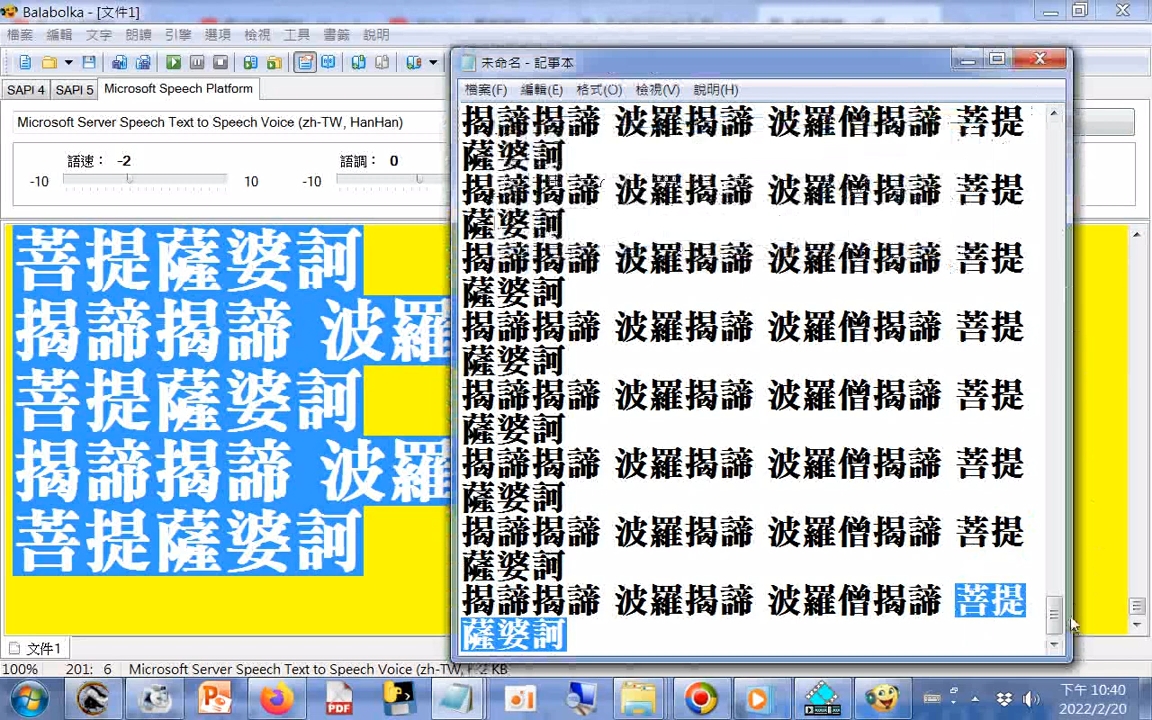 Balabolka - [文件1]
檔案 編輯 文字 朗讀 引擎 選項 檢視 工具 書籤 說明
SAPI 4 SAPI 5 Microsoft Speech Platform
Microsoft Server Speech Text to Speech Voice (zh-TW, HanHan)
語速： -2 語調： 0
-10 10 -10
菩提薩婆訶
揭諦揭諦 波羅
菩提薩婆訶
揭諦揭諦 波羅
菩提薩婆訶
未命名 - 記事本
檔案(F) 編輯(E) 格式(O) 檢視(V) 說明(H)
揭諦揭諦 波羅揭諦 波羅僧揭諦 菩提
薩婆訶
揭諦揭諦 波羅揭諦 波羅僧揭諦 菩提
薩婆訶
揭諦揭諦 波羅揭諦 波羅僧揭諦 菩提
薩婆訶
揭諦揭諦 波羅揭諦 波羅僧揭諦 菩提
薩婆訶
揭諦揭諦 波羅揭諦 波羅僧揭諦 菩提
薩婆訶
揭諦揭諦 波羅揭諦 波羅僧揭諦 菩提
薩婆訶
揭諦揭諦 波羅揭諦 波羅僧揭諦 菩提
薩婆訶
揭諦揭諦 波羅揭諦 波羅僧揭諦 菩提
薩婆訶
文件1
100% 201: 6 Microsoft Server Speech Text to Speech Voice (zh-TW, H KB
PDF
下午 10:40
2022/2/20